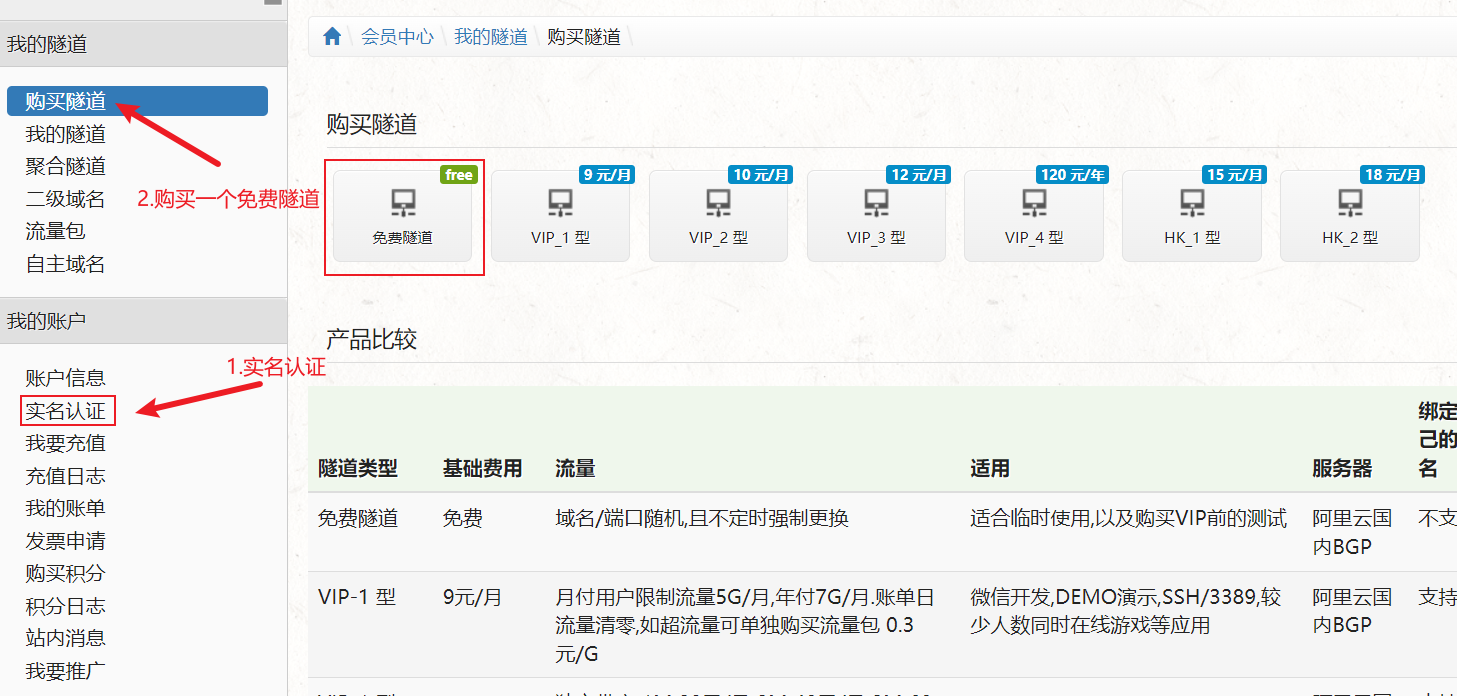 我的隧道
购买隧道
我的隧道
聚合隧道
二级域名
流量包
自主域名
2.购买一个免费隧道
我的账户
账户信息
实名认证
我要充值
充值日志
我的账单
发票申请
购买积分
积分日志
站内消息
我要推广
1.实名认证
会员中心 \ 我的隧道 \ 购买隧道 \
购买隧道
free 9 元/月 10 元/月 12 元/月 120 元/年 15 元/月 18 元/月
免费隧道 VIP_1 型 VIP_2 型 VIP_3 型 VIP_4 型 HK_1 型 HK_2 型
产品比较
隧道类型 基础费用 流量 适用 服务器 绑定
己的
名
免费隧道 免费 域名/端口随机,且不定时强制更换 适合临时使用,以及购买VIP前的测试 阿里云国 不支
内BGP
VIP-1 型 9元/月 月付用户限制流量5G/月,年付7G/月.账单日 微信开发,DEMO演示,SSH/3389,较 阿里云国 支持
流量清零,如超流量可单独购买流量包 0.3 少人数同时在线游戏等应用 内BGP
元/G